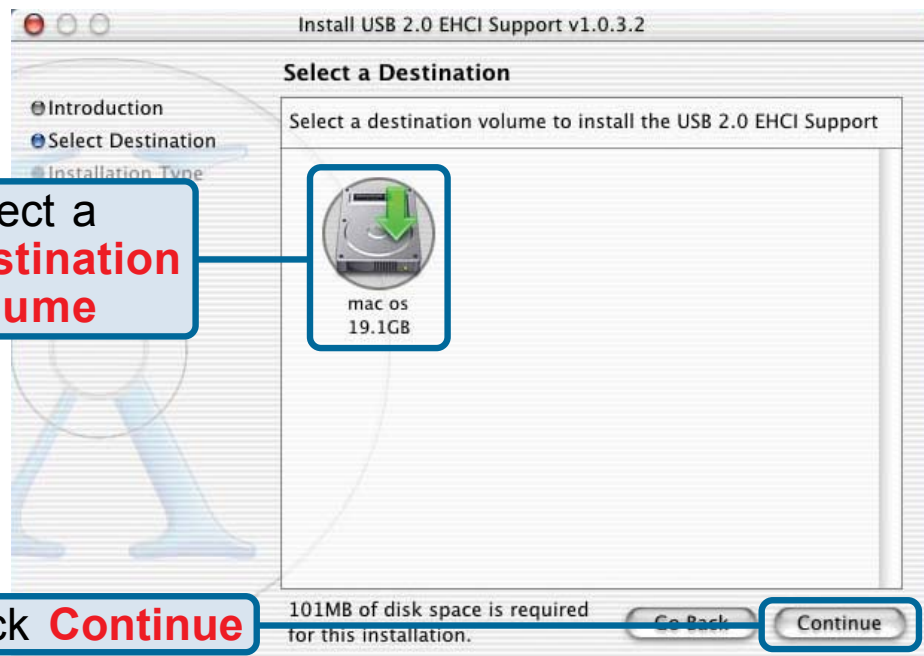 Install USB 2.0 EHCI Support v1.0.3.2
Select a Destination
Introduction
Select Destination
Installation Type
Select a destination volume to install the USB 2.0 EHCI Support
ect a
stination
ume
mac os
19.1GB
ck Continue
101MB of disk space is required
for this installation.
Go Back
Continue